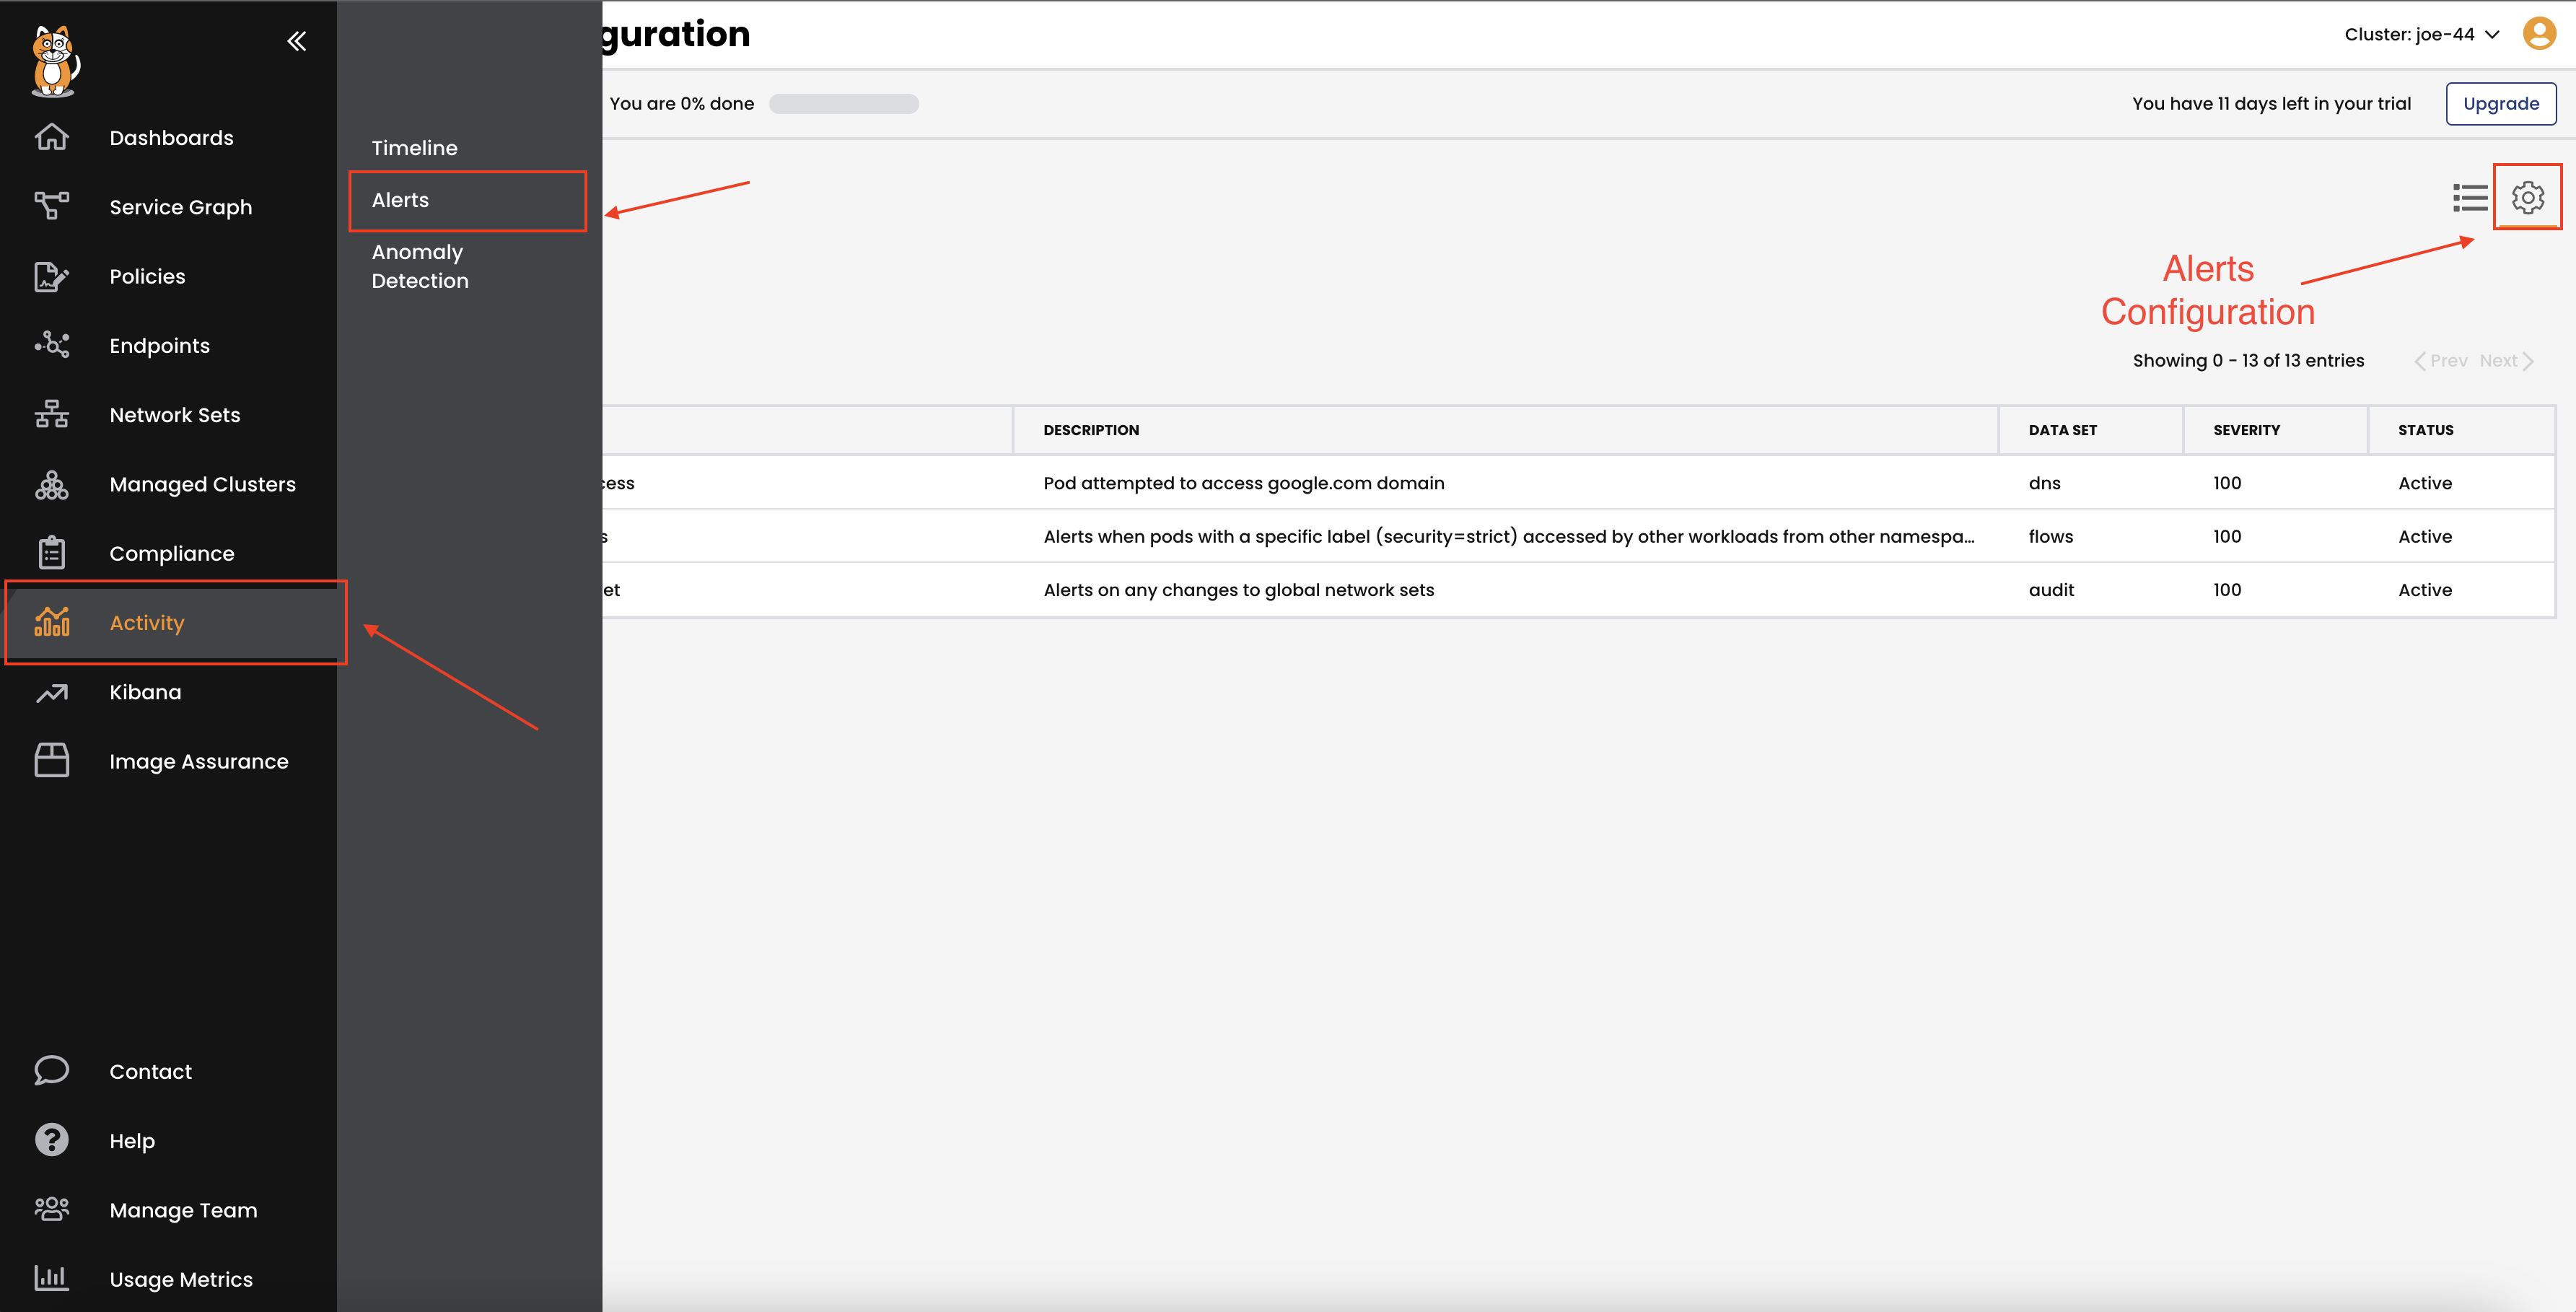 guration
Cluster: joe-44
You are 0% done
You have 11 days left in your trial
Upgrade
Dashboards
Service Graph
Policies
Endpoints
Network Sets
Managed Clusters
Compliance
Activity
Kibana
Image Assurance
Contact
Help
Manage Team
Usage Metrics
Timeline
Alerts
Anomaly
Detection
Alerts
Configuration
Showing 0 - 13 of 13 entries
Prev Next
DESCRIPTION DATA SET SEVERITY STATUS
cess Pod attempted to access google.com domain dns 100 Active
s Alerts when pods with a specific label (security=strict) accessed by other workloads from other namespa... flows 100 Active
et Alerts on any changes to global network sets audit 100 Active